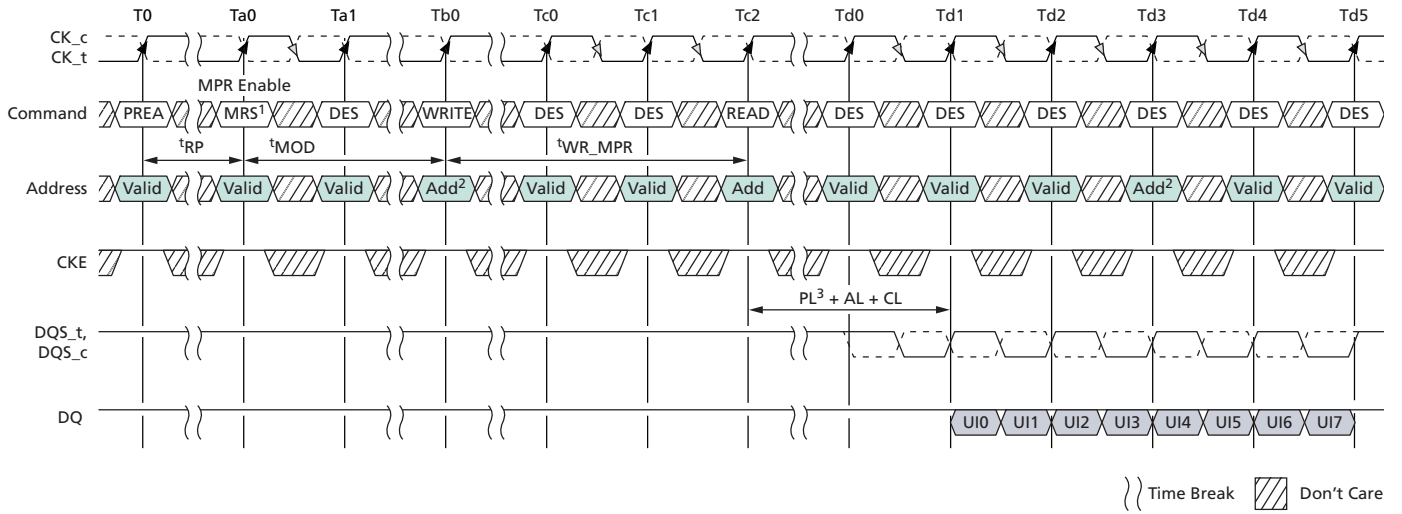 T0 Ta0 Ta1 Tb0 Tc0 Tc1 Tc2 Td0 Td1 Td2 Td3 Td4 Td5
CK_c
CK_t
MPR Enable
Command PREA MRS¹ DES WRITE DES DES READ DES DES DES DES DES DES
tRP tMOD tWR_MPR
Address Valid Valid Valid Add² Valid Valid Add Valid Valid Valid Add² Valid Valid
CKE
PL³ + AL + CL
DQS_t,
DQS_c
DQ UI0 UI1 UI2 UI3 UI4 UI5 UI6 UI7
Time Break Don't Care